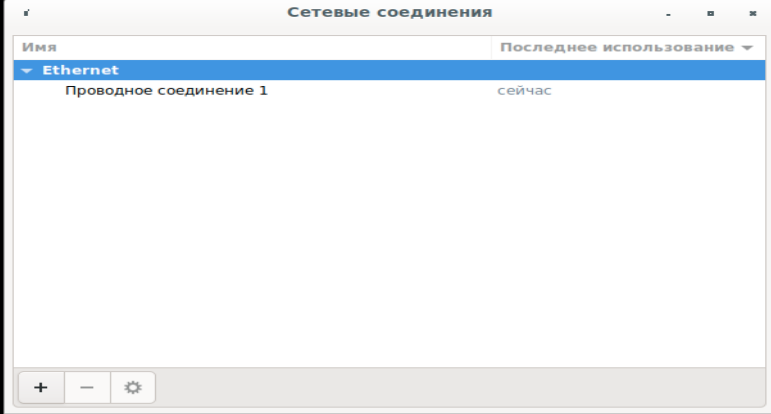 Сетевые соединения
Имя Последнее использование
Ethernet
Проводное соединение 1 сейчас